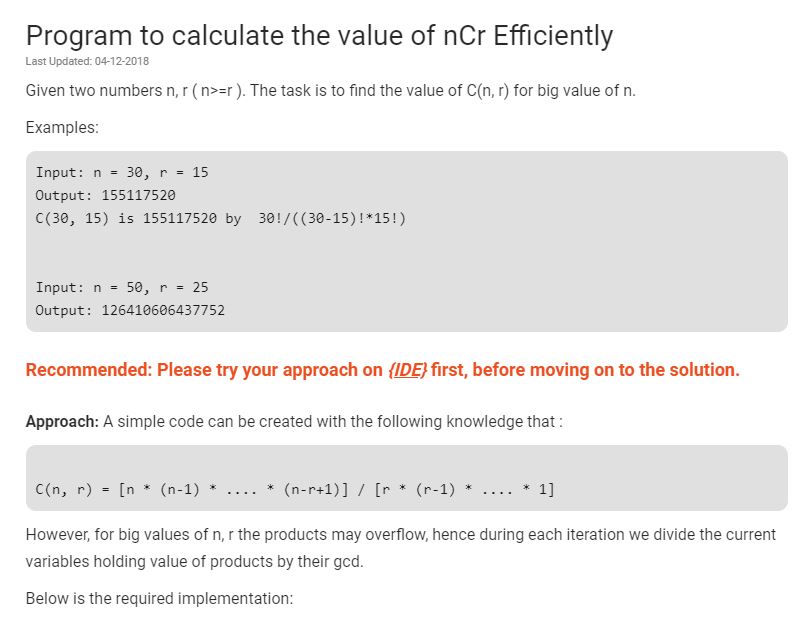 Program to calculate the value of nCr Efficiently
Last Updated: 04-12-2018
Given two numbers n, r ( n>=r ). The task is to find the value of C(n, r) for big value of n.
Examples:
Input: n = 30, r = 15
Output: 155117520
C(30, 15) is 155117520 by  30!/((30-15)!*15!)
Input: n = 50, r = 25
Output: 126410606437752
Recommended: Please try your approach on {IDE} first, before moving on to the solution.
Approach: A simple code can be created with the following knowledge that :
C(n, r) = [n * (n-1) * .... * (n-r+1)] / [r * (r-1) * .... * 1]
However, for big values of n, r the products may overflow, hence during each iteration we divide the current
variables holding value of products by their gcd.
Below is the required implementation: